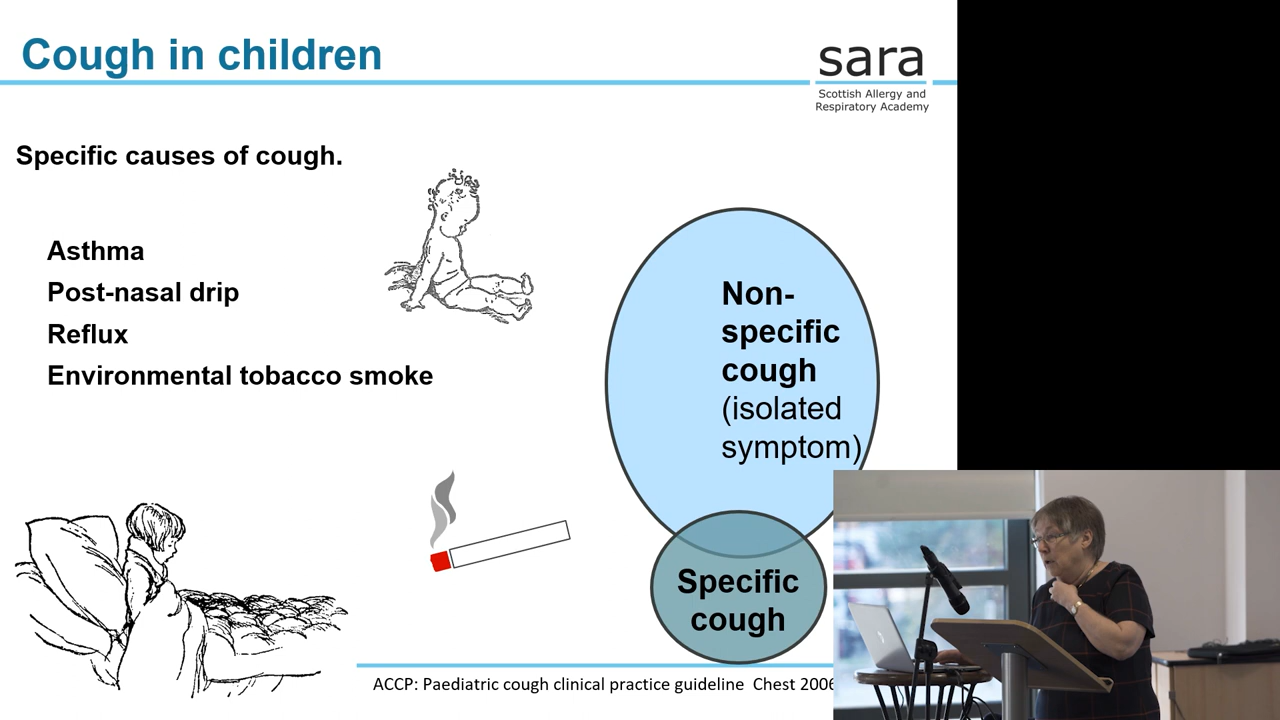 Cough in children
sara
Scottish Allergy and
Respiratory Academy
Specific causes of cough.
Asthma
Post-nasal drip
Reflux
Environmental tobacco smoke
Non-
specific
cough
(isolated
symptom)
Specific
cough
ACCP: Paediatric cough clinical practice guideline Chest 2006